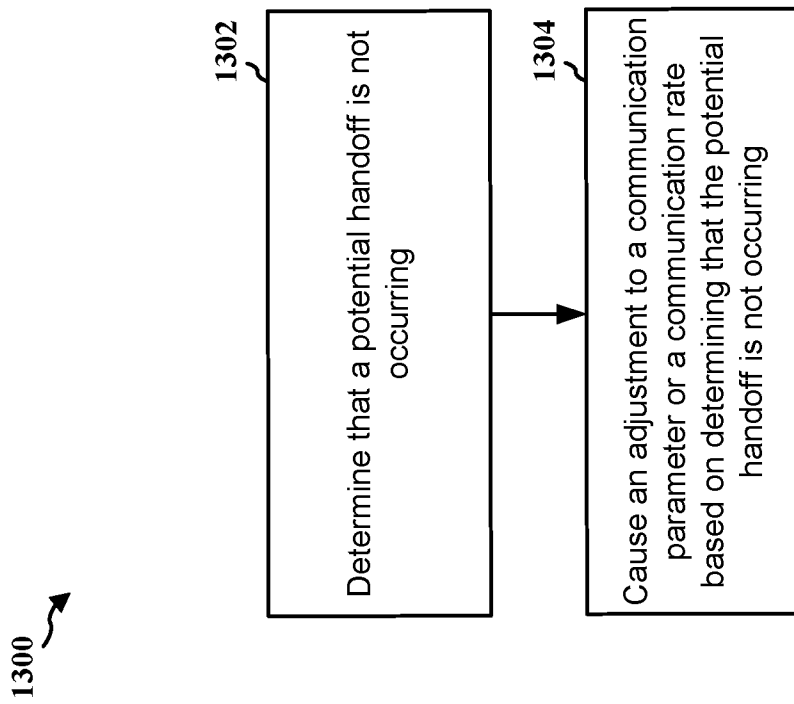 1300
1302
Determine that a potential handoff is not
occurring
1304
Cause an adjustment to a communication
parameter or a communication rate
based on determining that the potential
handoff is not occurring